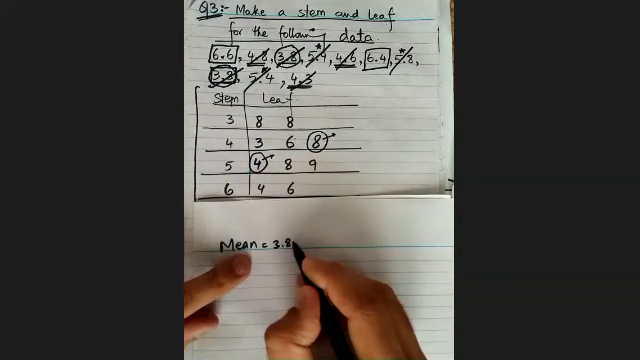 Q3:- Make a stem and leaf
for the follow data.
6.6, 4.8, 3.8, 5.9, 4.6, 6.4, 5.8,
3.8, 5.4, 4.3
Stem Leaf
3 8 8
4 3 6 8
5 4 8 9
6 4 6
Mean = 3.8